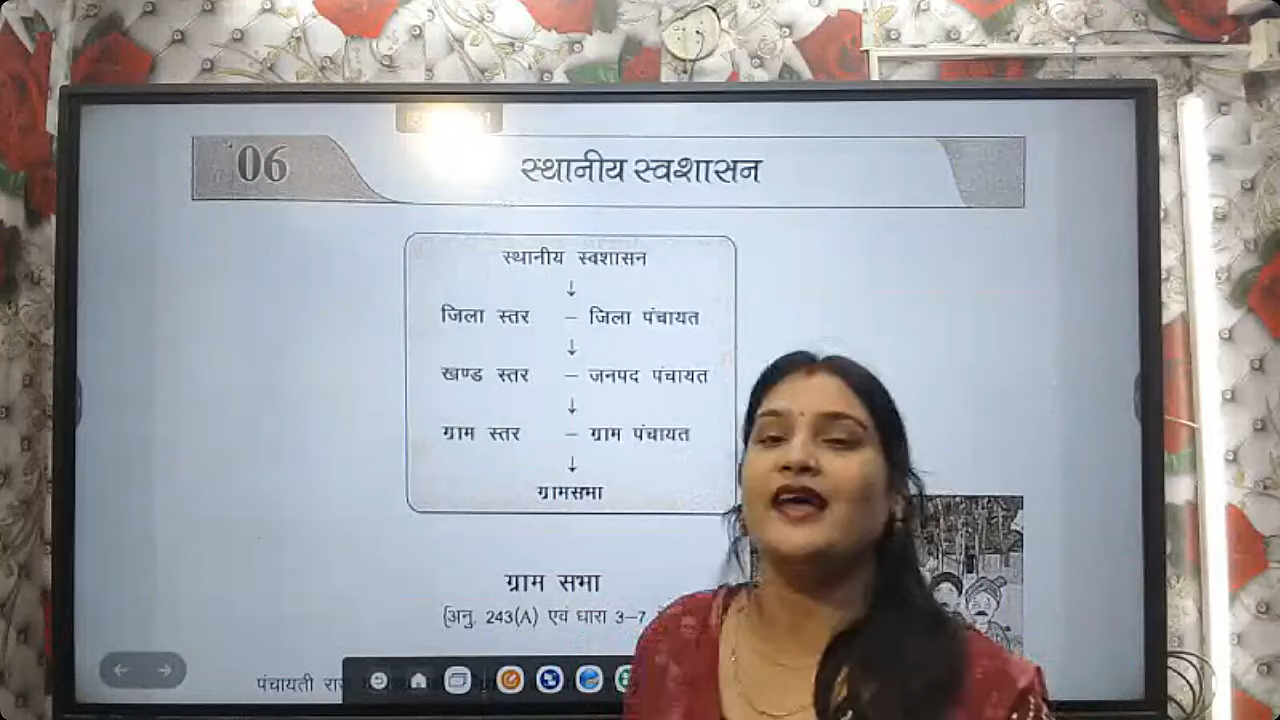 06 स्थानीय स्वशासन
स्थानीय स्वशासन
↓
जिला स्तर – जिला पंचायत
↓
खण्ड स्तर – जनपद पंचायत
↓
ग्राम स्तर – ग्राम पंचायत
↓
ग्रामसभा
ग्राम सभा
(अनु. 243(A) एवं धारा 3–7
पंचायती